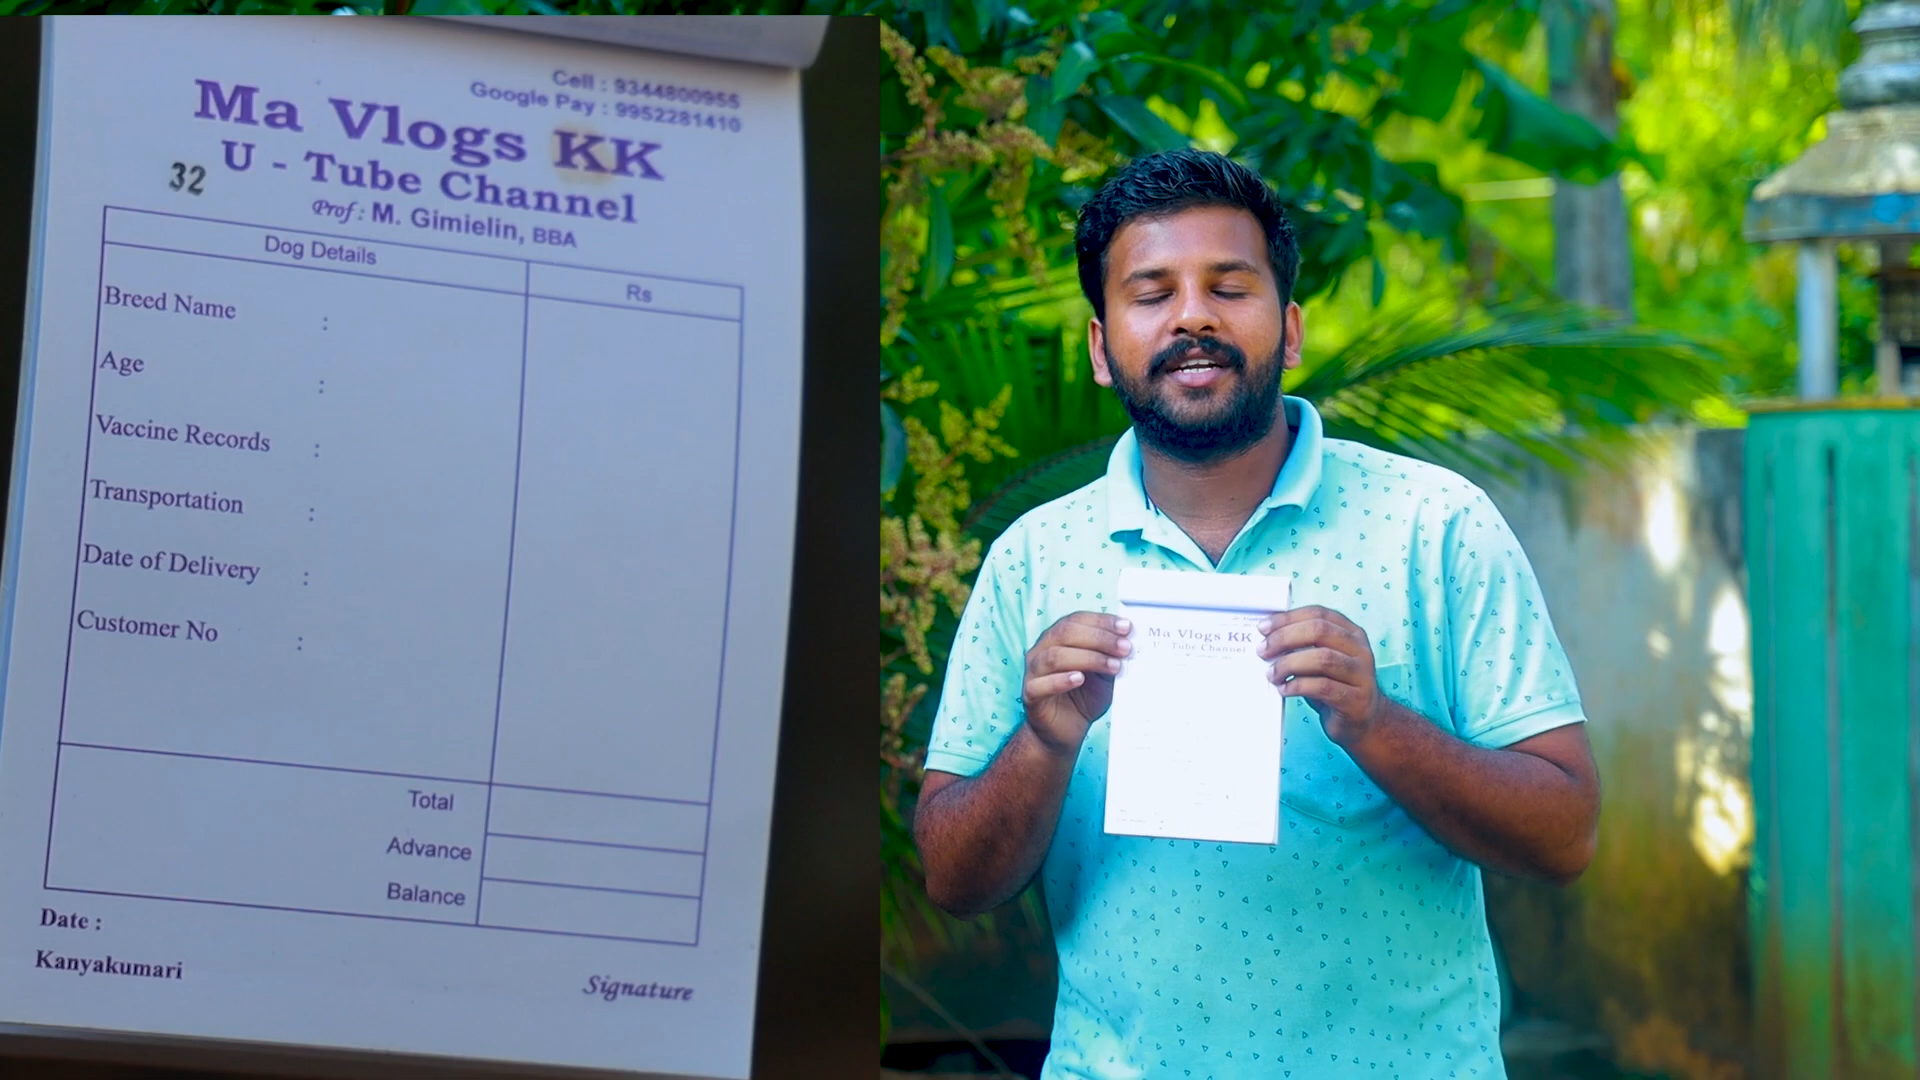 Cell : 9344800955
Google Pay : 9952281410
Ma Vlogs KK
U - Tube Channel
32
Prof : M. Gimielin, BBA
Dog Details
Rs
Breed Name :
Age :
Vaccine Records :
Transportation :
Date of Delivery :
Customer No :
Total
Advance
Balance
Date :
Kanyakumari
Signature
Ma Vlogs KK
U - Tube Channel